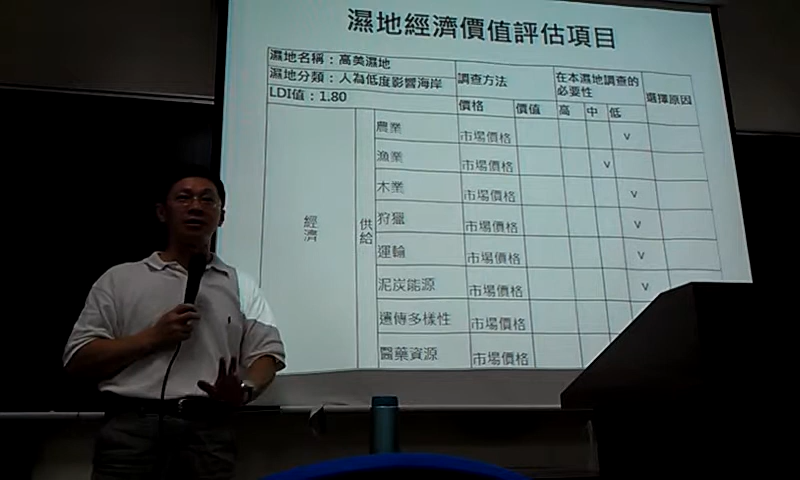 濕地經濟價值評估項目
濕地名稱：高美濕地
濕地分類：人為低度影響海岸
LDI值：1.80
調查方法
在本濕地調查的必要性
選擇原因
價格 價值 高 中 低
經濟
供給
農業 市場價格 v
漁業 市場價格 v
木業 市場價格 v
狩獵 市場價格 v
運輸 市場價格 v
泥炭能源 市場價格 v
遺傳多樣性 市場價格
醫藥資源 市場價格